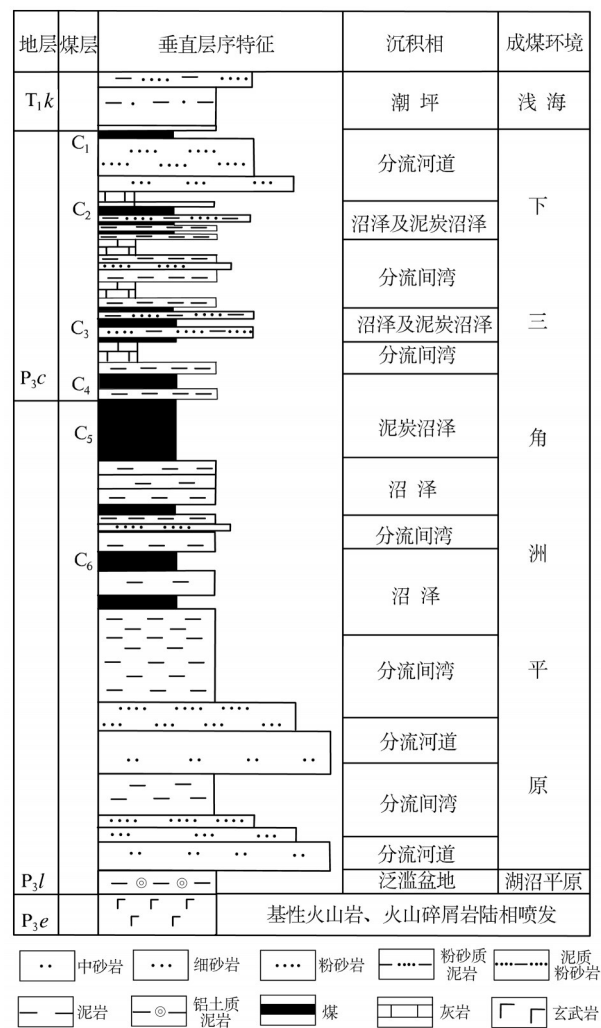 地层 煤层 垂直层序特征 沉积相 成煤环境
T₁k 潮坪 浅海
C₁ 分流河道
C₂ 沼泽及泥炭沼泽 下
分流间湾
C₃ 沼泽及泥炭沼泽 三
分流间湾
P₃c C₄
C₅ 泥炭沼泽 角
沼泽
分流间湾
C₆ 沼泽 洲
分流间湾 平
分流河道
分流间湾 原
分流河道
P₃l 泛滥盆地 湖沼平原
P₃e 基性火山岩、火山碎屑岩陆相喷发
中砂岩 细砂岩 粉砂岩 粉砂质泥岩 泥质粉砂岩
泥岩 铝土质泥岩 煤 灰岩 玄武岩